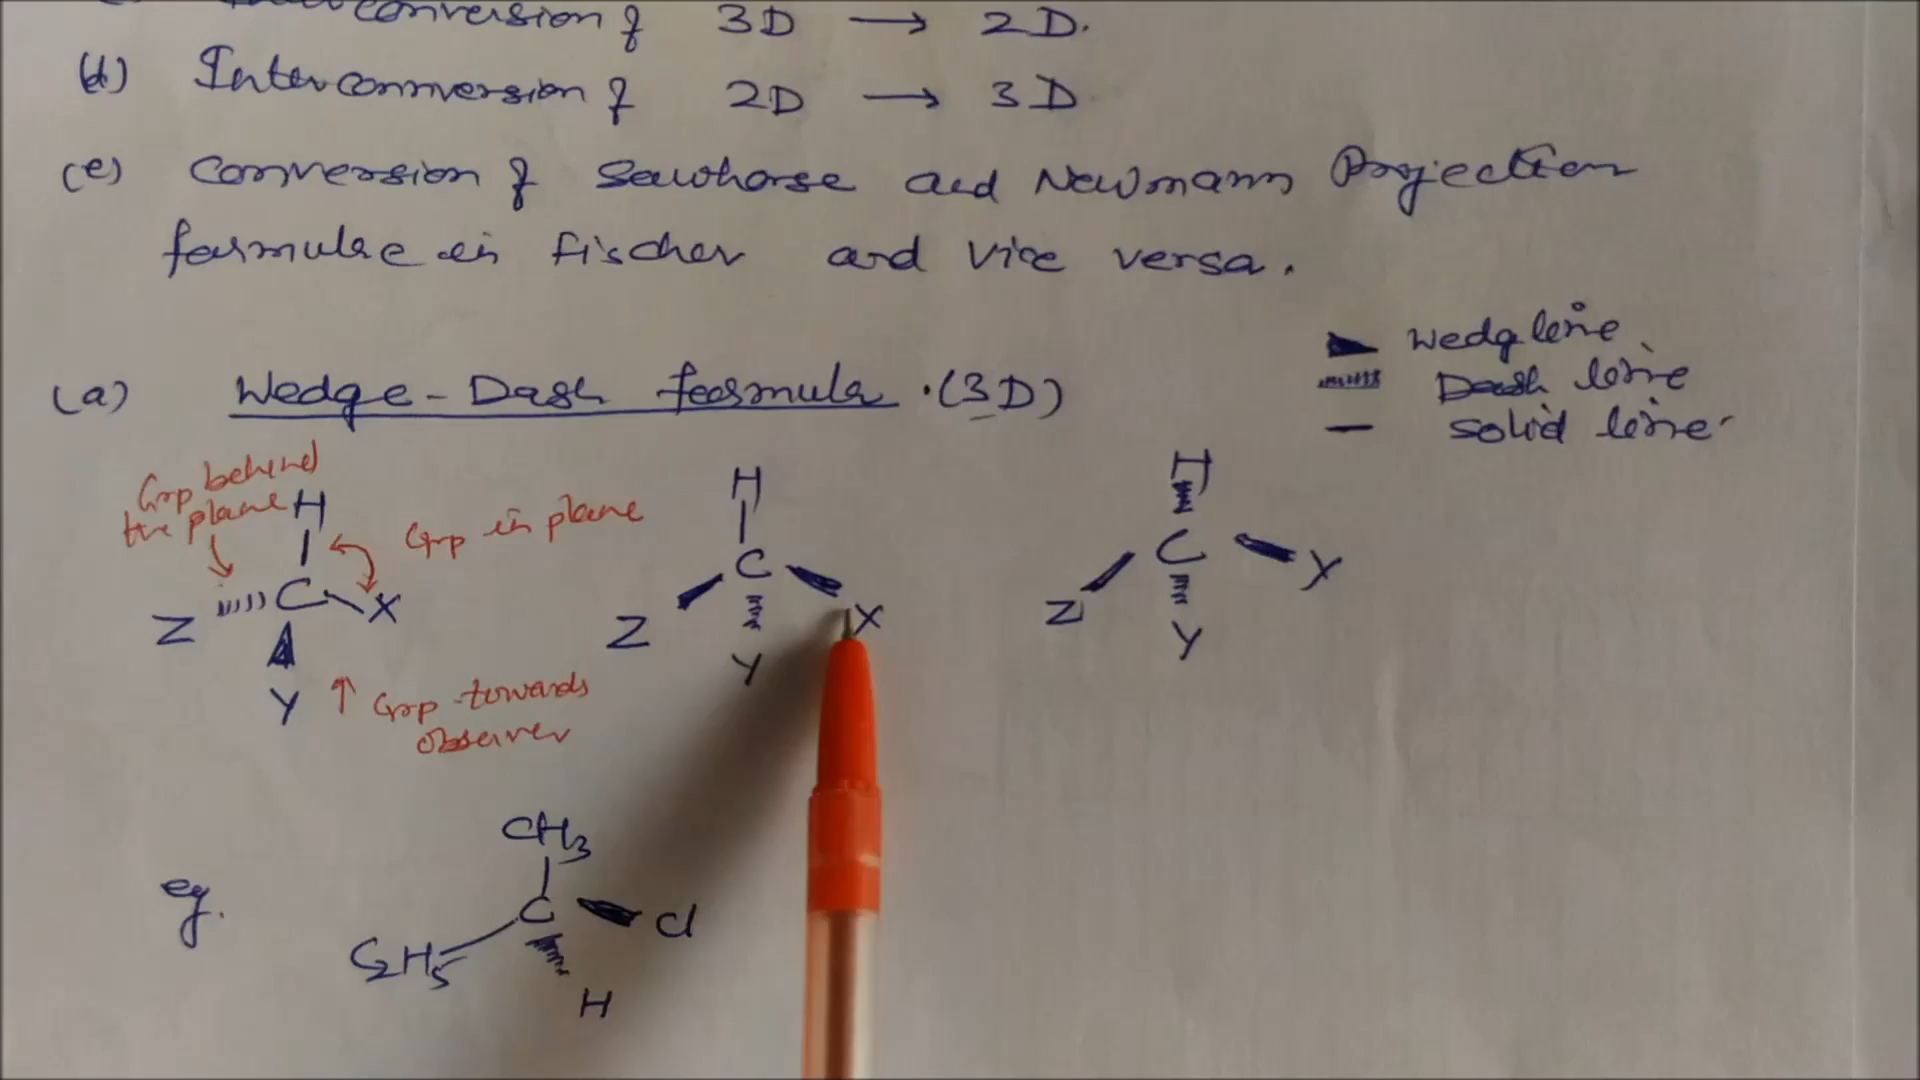 conversion of 3D → 2D.
(d) Interconversion of 2D → 3D
(e) Conversion of Sawhorse and Newmann Projection
formulae in Fischer and vice versa.
wedg line
Dash line
solid line
(a) Wedge-Dash formula. (3D)
Grp behind
the plane
Grp in plane
H
C
Z
X
Y
↑ Grp towards
observer
H
C
Z
X
Y
H
C
Z
X
Y
eg.
CH3
C
Cl
C2H5
H